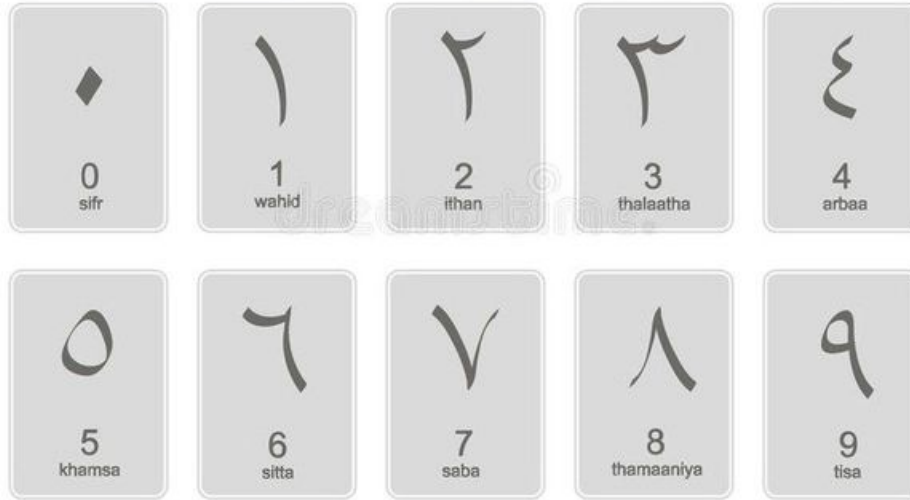 ٠ ١ ٢ ٣ ٤
0 1 2 3 4
sifr wahid ithan thalaatha arbaa
dreamstime.
٥ ٦ ٧ ٨ ٩
5 6 7 8 9
khamsa sitta saba thamaaniya tisa